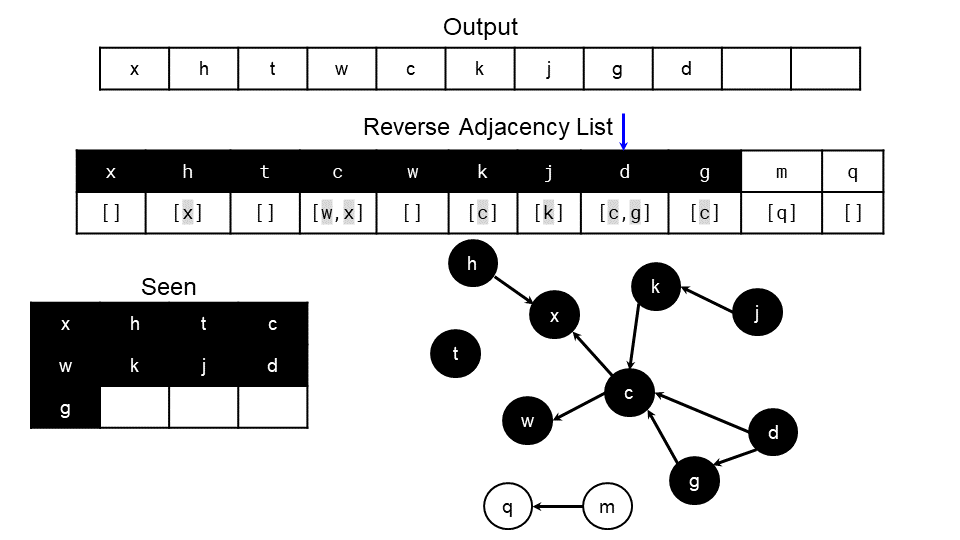 Output
x h t w c k j g d
Reverse Adjacency List
x h t c w k j d g m q
[] [x] [] [w,x] [] [c] [k] [c,g] [c] [q] []
Seen
x h t c
w k j d
g
h
k
j
x
t
c
w
d
g
q
m